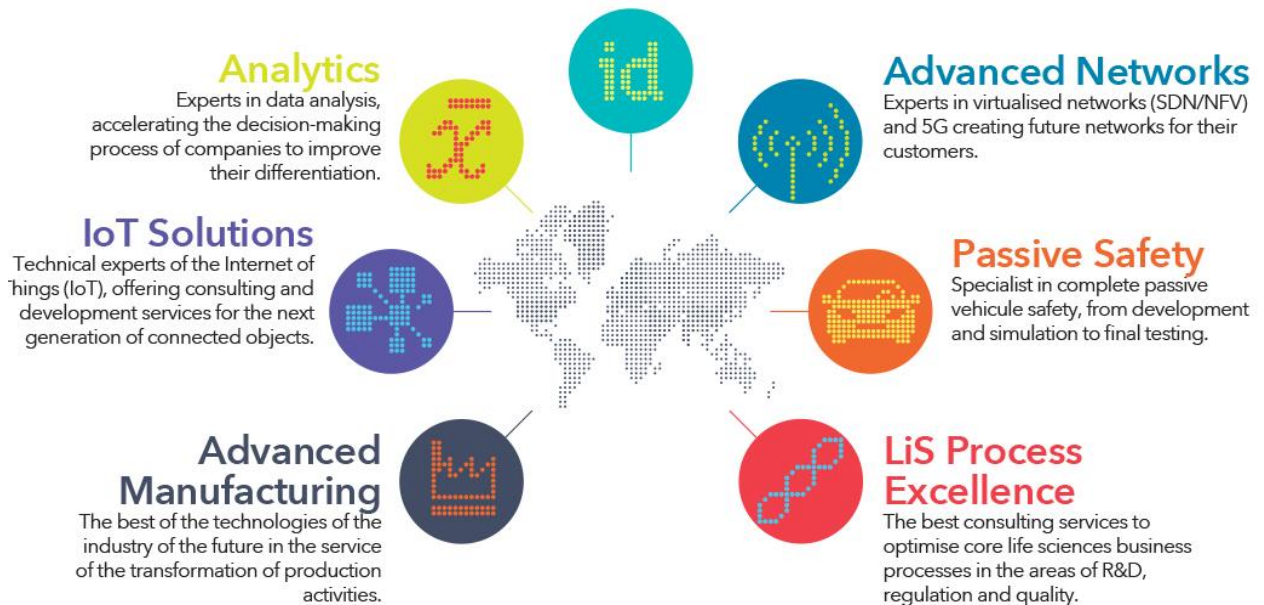 id
Analytics
Experts in data analysis,
accelerating the decision-making
process of companies to improve
their differentiation.
Advanced Networks
Experts in virtualised networks (SDN/NFV)
and 5G creating future networks for their
customers.
IoT Solutions
Technical experts of the Internet of
hings (IoT), offering consulting and
development services for the next
generation of connected objects.
Passive Safety
Specialist in complete passive
vehicule safety, from development
and simulation to final testing.
Advanced
Manufacturing
The best of the technologies of the
industry of the future in the service
of the transformation of production
activities.
LiS Process
Excellence
The best consulting services to
optimise core life sciences business
processes in the areas of R&D,
regulation and quality.